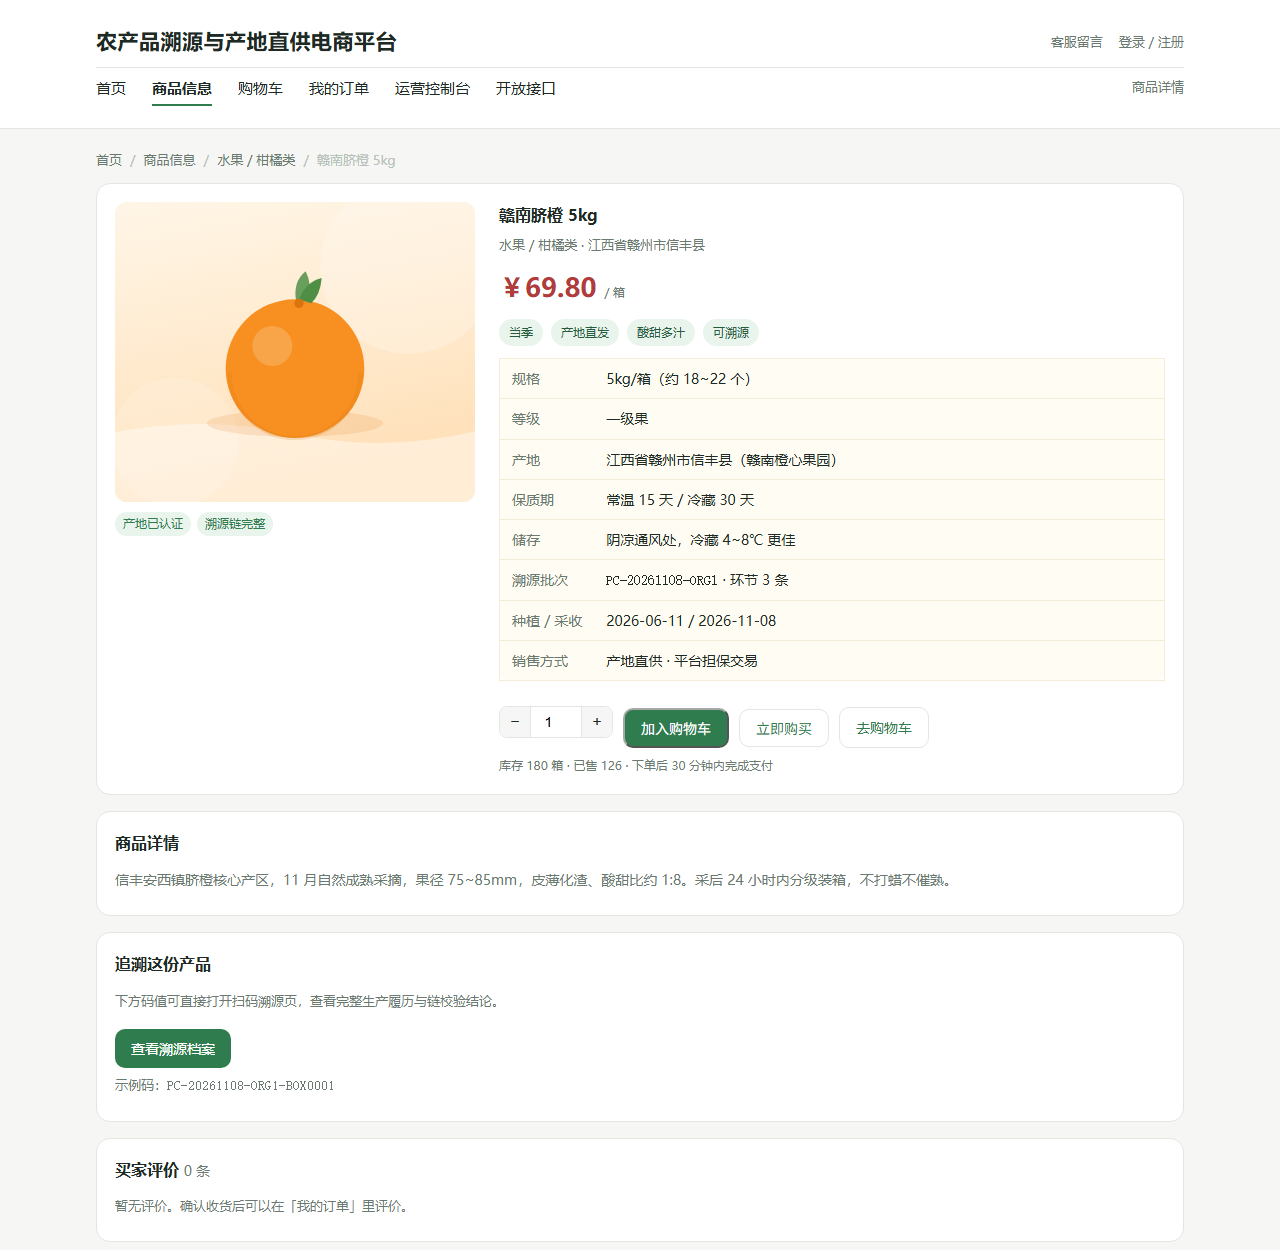 农产品溯源与产地直供电商平台
客服留言 登录 / 注册
首页 商品信息 购物车 我的订单 运营控制台 开放接口 商品详情
首页 / 商品信息 / 水果 / 柑橘类 / 赣南脐橙 5kg
赣南脐橙 5kg
水果 / 柑橘类 · 江西省赣州市信丰县
¥69.80 / 箱
当季 产地直发 酸甜多汁 可溯源
规格 5kg/箱（约 18~22 个）
等级 一级果
产地 江西省赣州市信丰县（赣南橙心果园）
保质期 常温 15 天 / 冷藏 30 天
储存 阴凉通风处，冷藏 4~8℃ 更佳
溯源批次 PC-20261108-ORG1 · 环节 3 条
种植 / 采收 2026-06-11 / 2026-11-08
销售方式 产地直供 · 平台担保交易
产地已认证 溯源链完整
− 1 + 加入购物车 立即购买 去购物车
库存 180 箱 · 已售 126 · 下单后 30 分钟内完成支付
商品详情
信丰安西镇脐橙核心产区，11 月自然成熟采摘，果径 75~85mm，皮薄化渣、酸甜比约 1:8。采后 24 小时内分级装箱，不打蜡不催熟。
追溯这份产品
下方码值可直接打开扫码溯源页，查看完整生产履历与链校验结论。
查看溯源档案
示例码：PC-20261108-ORG1-BOX0001
买家评价 0 条
暂无评价。确认收货后可以在「我的订单」里评价。